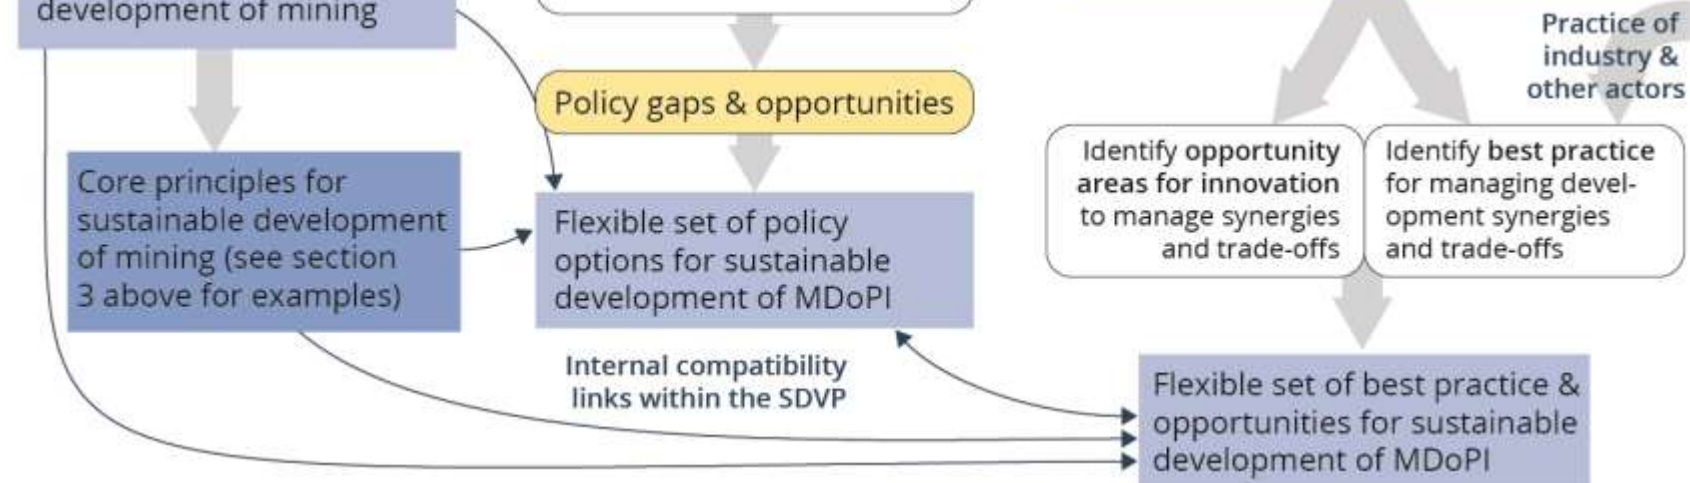 development of mining
Policy gaps & opportunities
Practice of
industry &
other actors
Core principles for
sustainable development
of mining (see section
3 above for examples)
Flexible set of policy
options for sustainable
development of MDoPI
Identify opportunity
areas for innovation
to manage synergies
and trade-offs
Identify best practice
for managing devel-
opment synergies
and trade-offs
Internal compatibility
links within the SDVP
Flexible set of best practice &
opportunities for sustainable
development of MDoPI